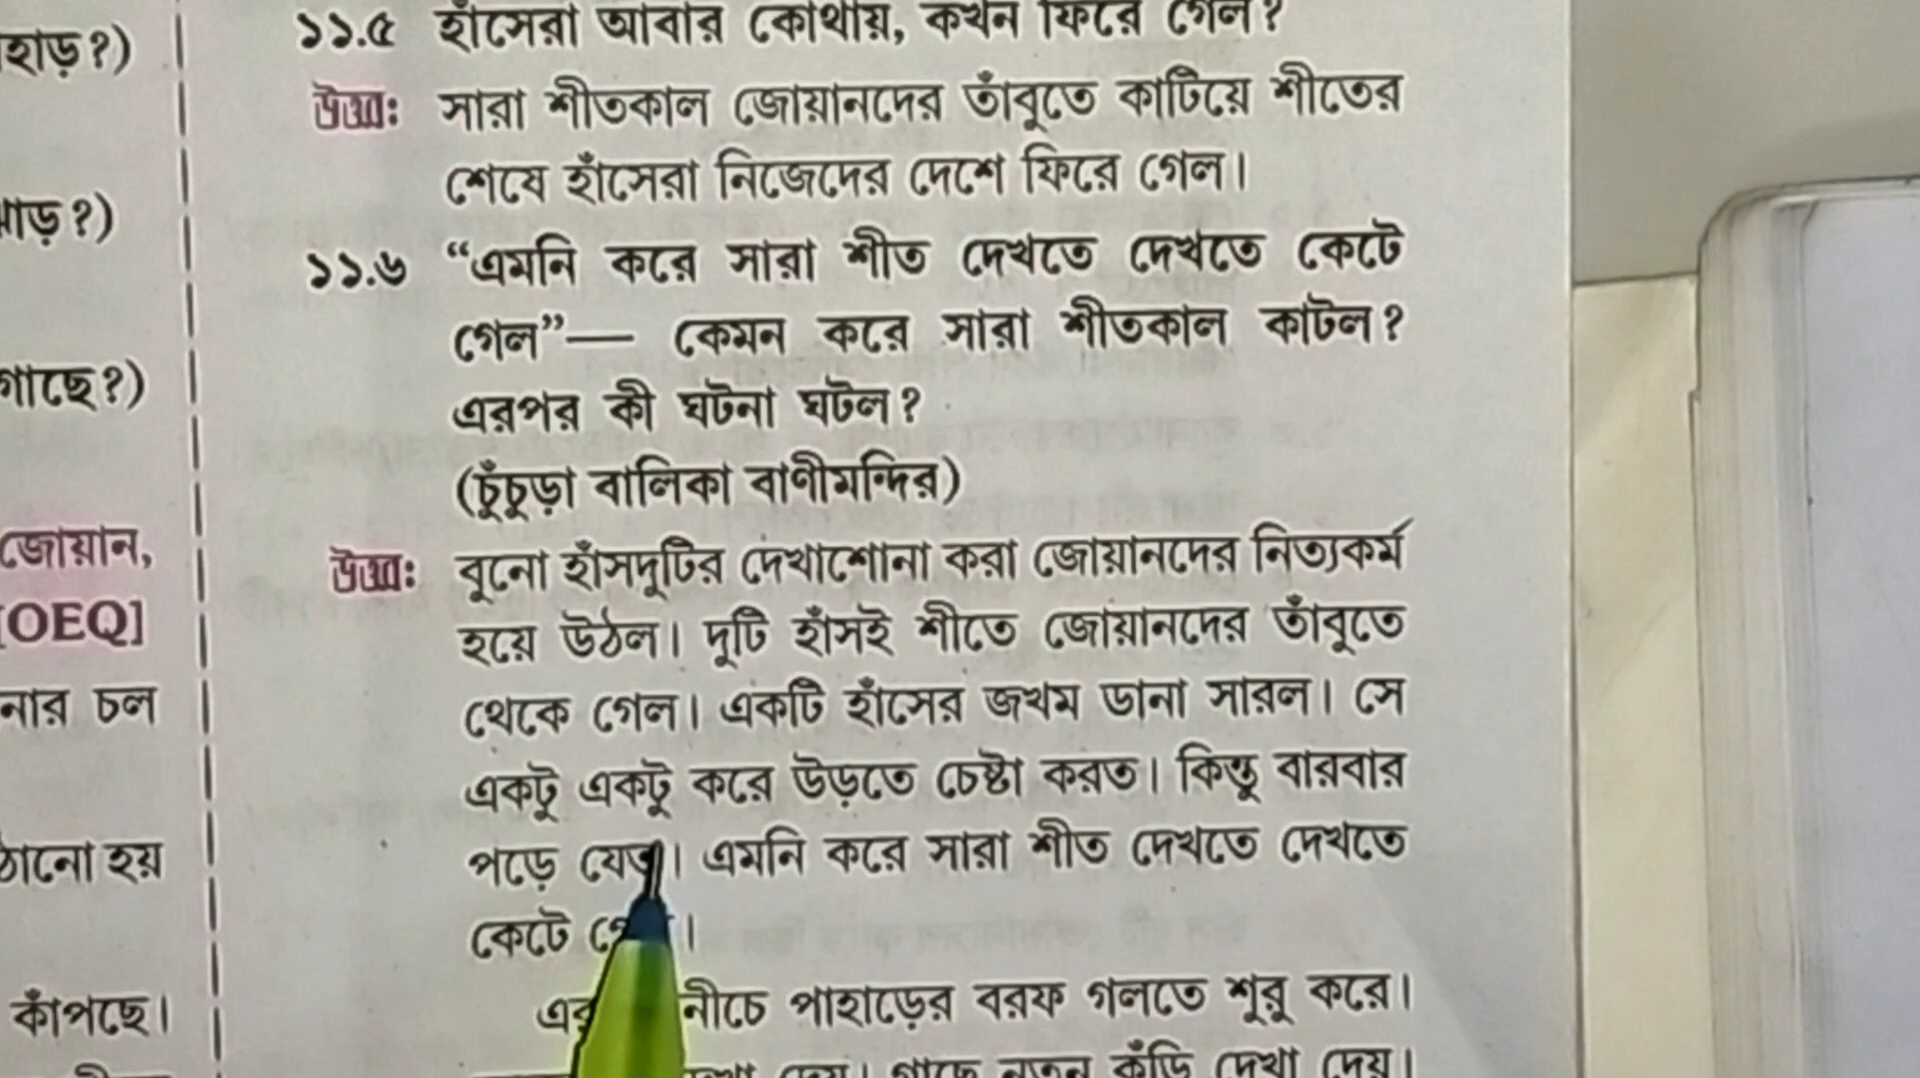 হাড়?)
গাছে?)
জোয়ান,
[OEQ]
নার চল
ঠানো হয়
কাঁপছে।
১১.৫ হাঁসেরা আবার কোথায়, কখন ফিরে গেল?
উত্তর: সারা শীতকাল জোয়ানদের তাঁবুতে কাটিয়ে শীতের
শেষে হাঁসেরা নিজেদের দেশে ফিরে গেল।
১১.৬ “এমনি করে সারা শীত দেখতে দেখতে কেটে
গেল”— কেমন করে সারা শীতকাল কাটল?
এরপর কী ঘটনা ঘটল?
(চুঁচুড়া বালিকা বাণীমন্দির)
উত্তর: বুনো হাঁসদুটির দেখাশোনা করা জোয়ানদের নিত্যকর্ম
হয়ে উঠল। দুটি হাঁসই শীতে জোয়ানদের তাঁবুতে
থেকে গেল। একটি হাঁসের জখম ডানা সারল। সে
একটু একটু করে উড়তে চেষ্টা করত। কিন্তু বারবার
পড়ে যেত। এমনি করে সারা শীত দেখতে দেখতে
কেটে
নীচে পাহাড়ের বরফ গলতে শুরু করে।
গাছে নতুন কুঁড়ি দেখা দেয়।